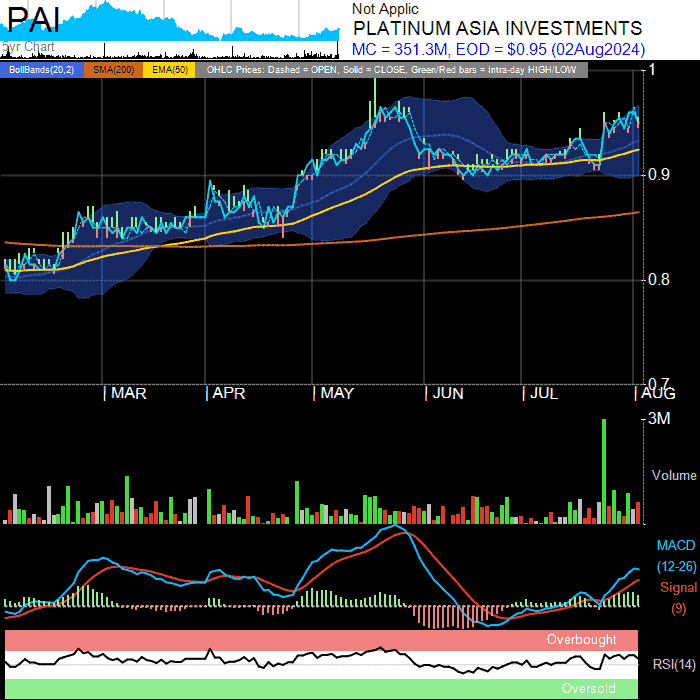 PAI
5yr Chart
Not Applic
PLATINUM ASIA INVESTMENTS
MC = 351.3M, EOD = $0.95 (02Aug2024)
BollBands(20,2) SMA(200) EMA(50) OHLC Prices: Dashed = OPEN, Solid = CLOSE, Green/Red bars = Intra-day HIGH/LOW
1
0.9
0.8
0.7
MAR APR MAY JUN JUL AUG
3M
Volume
MACD
(12-26)
Signal
(9)
Overbought
RSI(14)
Oversold